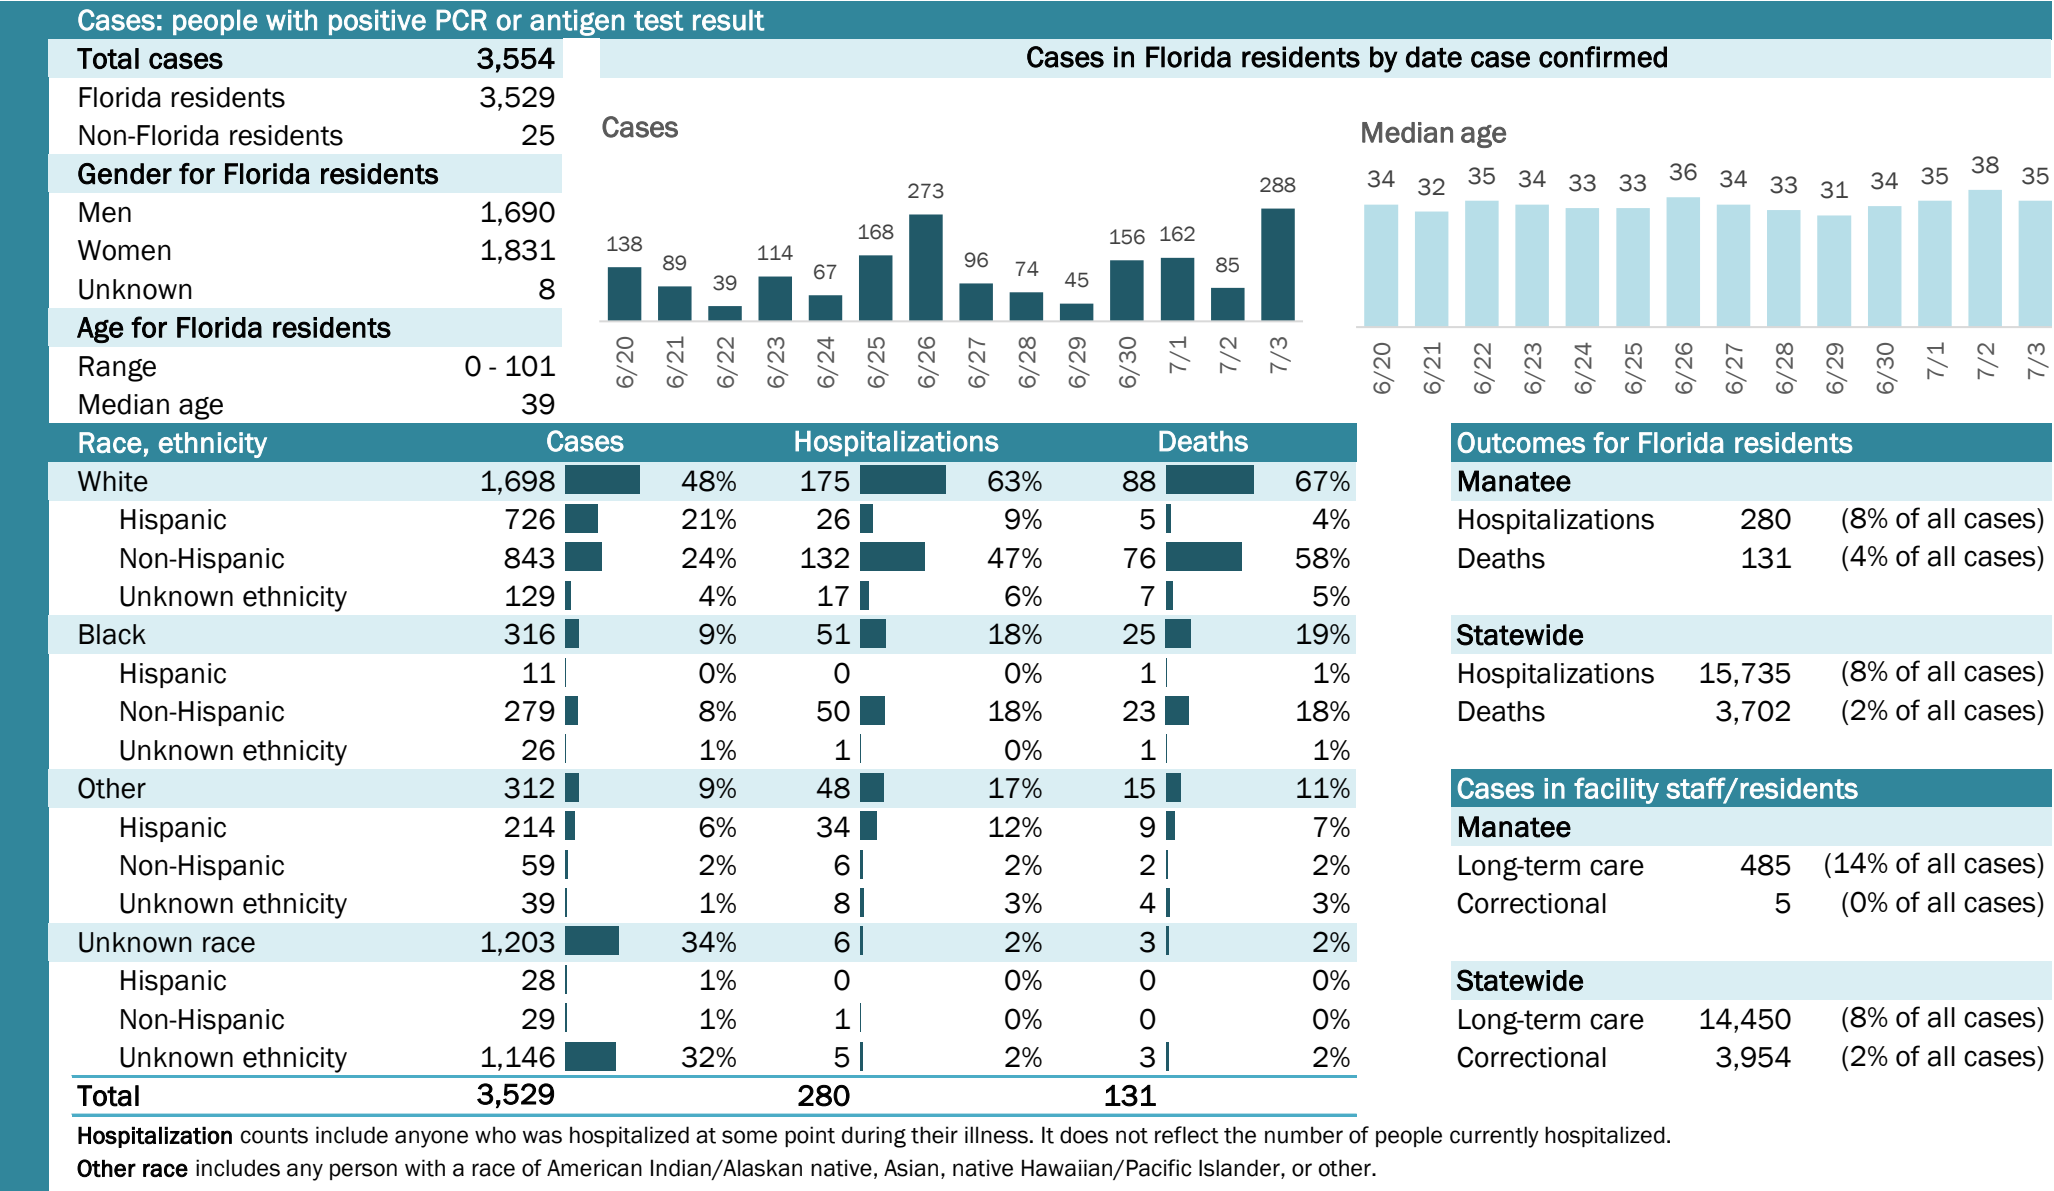 Cases: people with positive PCR or antigen test result
Total cases 3,554
Florida residents 3,529
Non-Florida residents 25
Gender for Florida residents
Men 1,690
Women 1,831
Unknown 8
Age for Florida residents
Range 0 - 101
Median age 39
Cases in Florida residents by date case confirmed
Cases
138 89 39 114 67 168 273 96 74 45 156 162 85 288
6/20 6/21 6/22 6/23 6/24 6/25 6/26 6/27 6/28 6/29 6/30 7/1 7/2 7/3
Median age
34 32 35 34 33 33 36 34 33 31 34 35 38 35
6/20 6/21 6/22 6/23 6/24 6/25 6/26 6/27 6/28 6/29 6/30 7/1 7/2 7/3
Race, ethnicity Cases Hospitalizations Deaths
White 1,698 48% 175 63% 88 67%
Hispanic 726 21% 26 9% 5 4%
Non-Hispanic 843 24% 132 47% 76 58%
Unknown ethnicity 129 4% 17 6% 7 5%
Black 316 9% 51 18% 25 19%
Hispanic 11 0% 0 0% 1 1%
Non-Hispanic 279 8% 50 18% 23 18%
Unknown ethnicity 26 1% 1 0% 1 1%
Other 312 9% 48 17% 15 11%
Hispanic 214 6% 34 12% 9 7%
Non-Hispanic 59 2% 6 2% 2 2%
Unknown ethnicity 39 1% 8 3% 4 3%
Unknown race 1,203 34% 6 2% 3 2%
Hispanic 28 1% 0 0% 0 0%
Non-Hispanic 29 1% 1 0% 0 0%
Unknown ethnicity 1,146 32% 5 2% 3 2%
Total 3,529 280 131
Outcomes for Florida residents
Manatee
Hospitalizations 280 (8% of all cases)
Deaths 131 (4% of all cases)
Statewide
Hospitalizations 15,735 (8% of all cases)
Deaths 3,702 (2% of all cases)
Cases in facility staff/residents
Manatee
Long-term care 485 (14% of all cases)
Correctional 5 (0% of all cases)
Statewide
Long-term care 14,450 (8% of all cases)
Correctional 3,954 (2% of all cases)
Hospitalization counts include anyone who was hospitalized at some point during their illness. It does not reflect the number of people currently hospitalized.
Other race includes any person with a race of American Indian/Alaskan native, Asian, native Hawaiian/Pacific Islander, or other.